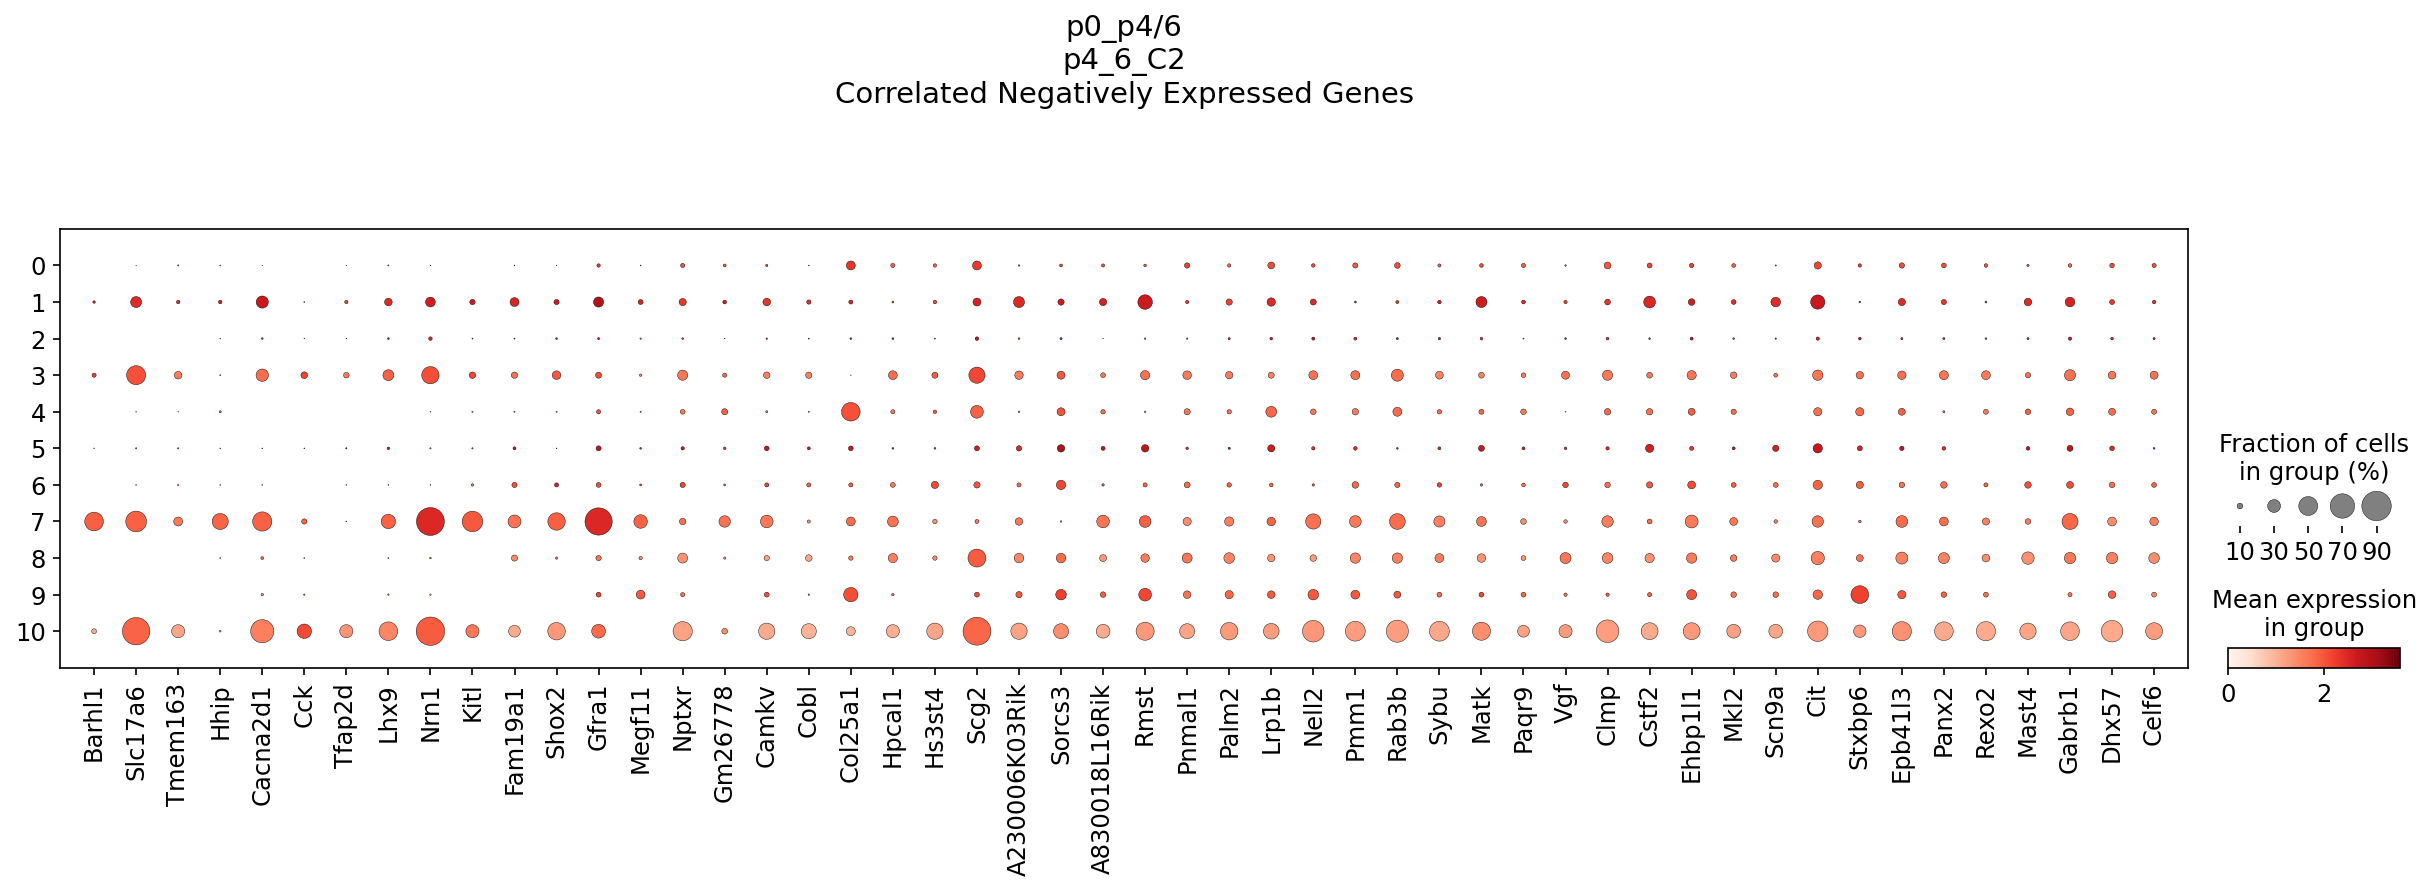 p0_p4/6
p4_6_C2
Correlated Negatively Expressed Genes
0
1
2
3
4
5
6
7
8
9
10
Barhl1
Slc17a6
Tmem163
Hhip
Cacna2d1
Cck
Tfap2d
Lhx9
Nrn1
Kitl
Fam19a1
Shox2
Gfra1
Megf11
Nptxr
Gm26778
Camkv
Cobl
Col25a1
Hpcal1
Hs3st4
Scg2
A230006K03Rik
Sorcs3
A830018L16Rik
Rmst
Pnmal1
Palm2
Lrp1b
Nell2
Pmm1
Rab3b
Sybu
Matk
Paqr9
Vgf
Clmp
Cstf2
Ehbp1l1
Mkl2
Scn9a
Cit
Stxbp6
Epb41l3
Panx2
Rexo2
Mast4
Gabrb1
Dhx57
Celf6
Fraction of cells
in group (%)
10 30 50 70 90
Mean expression
in group
0 2